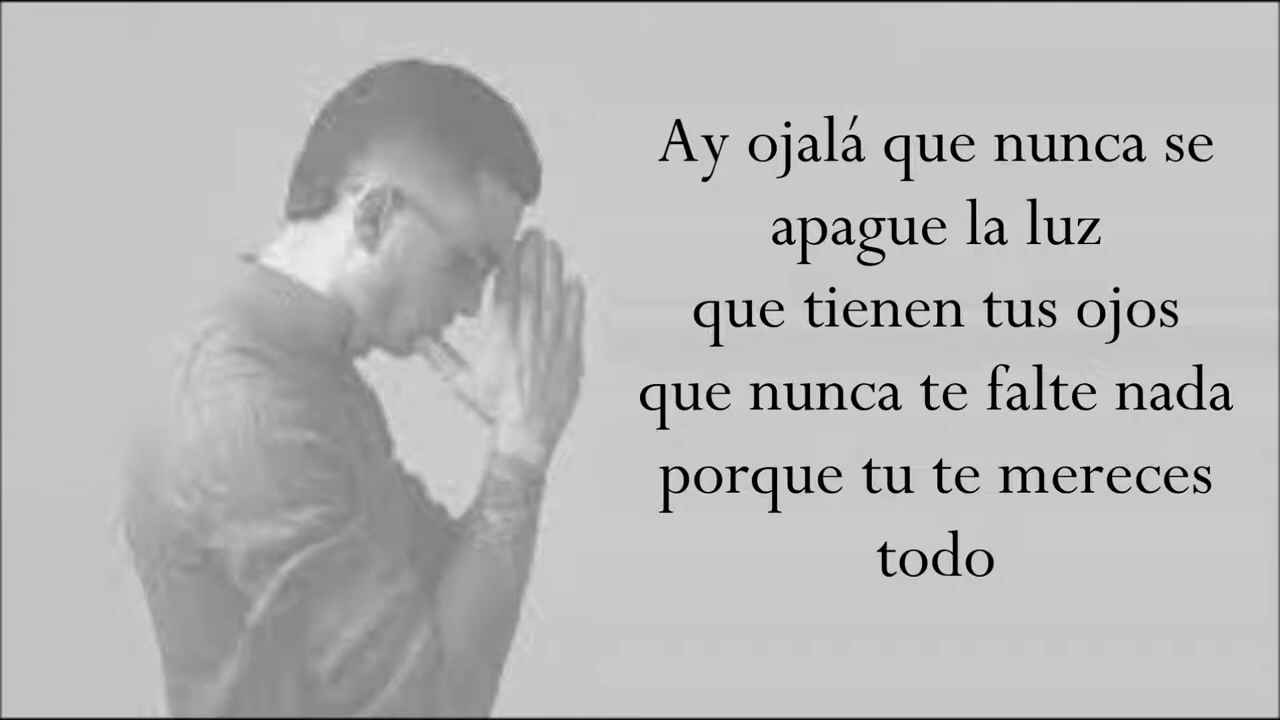 Ay ojalá que nunca se
apague la luz
que tienen tus ojos
que nunca te falte nada
porque tu te mereces
todo